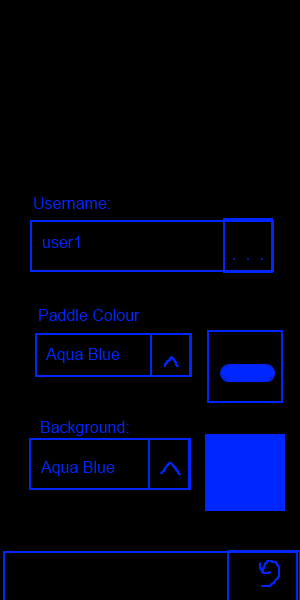 Username:
user1 ...
Paddle Colour
Aqua Blue
Background:
Aqua Blue